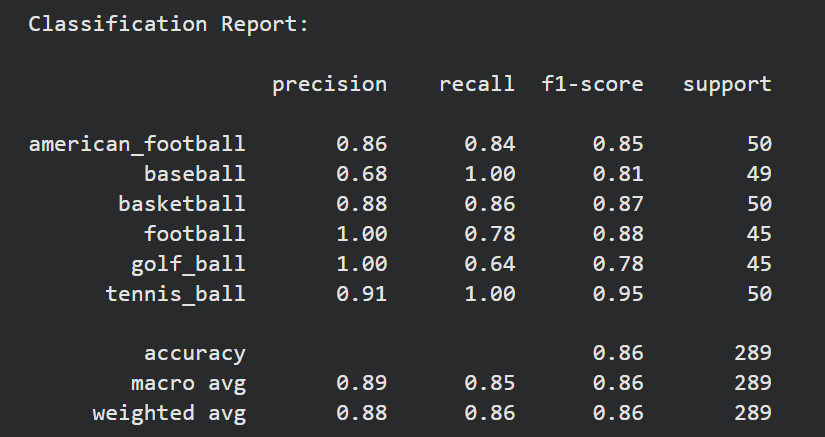 Classification Report:
precision recall f1-score support
american_football 0.86 0.84 0.85 50
baseball 0.68 1.00 0.81 49
basketball 0.88 0.86 0.87 50
football 1.00 0.78 0.88 45
golf_ball 1.00 0.64 0.78 45
tennis_ball 0.91 1.00 0.95 50
accuracy 0.86 289
macro avg 0.89 0.85 0.86 289
weighted avg 0.88 0.86 0.86 289